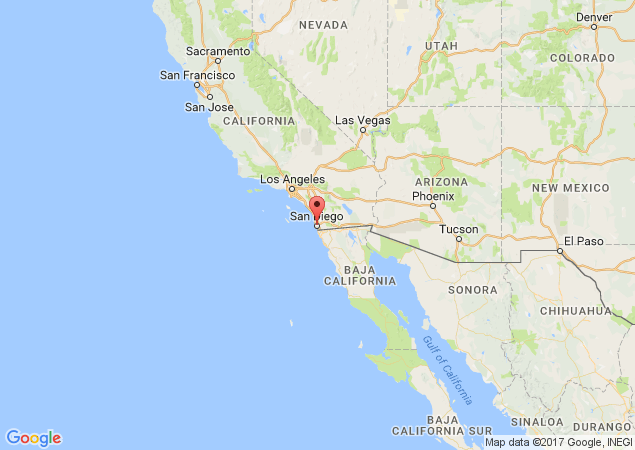 NEVADA
Denver
Sacramento
UTAH
COLORADO
San Francisco
San Jose
CALIFORNIA
Las Vegas
Los Angeles
ARIZONA
NEW MEXICO
Phoenix
San Diego
Tucson
El Paso
BAJA
CALIFORNIA
SONORA
CHIHUAHUA
Gulf of California
BAJA
CALIFORNIA SUR
SINALOA
DURANGO
Google
Map data ©2017 Google, INEGI